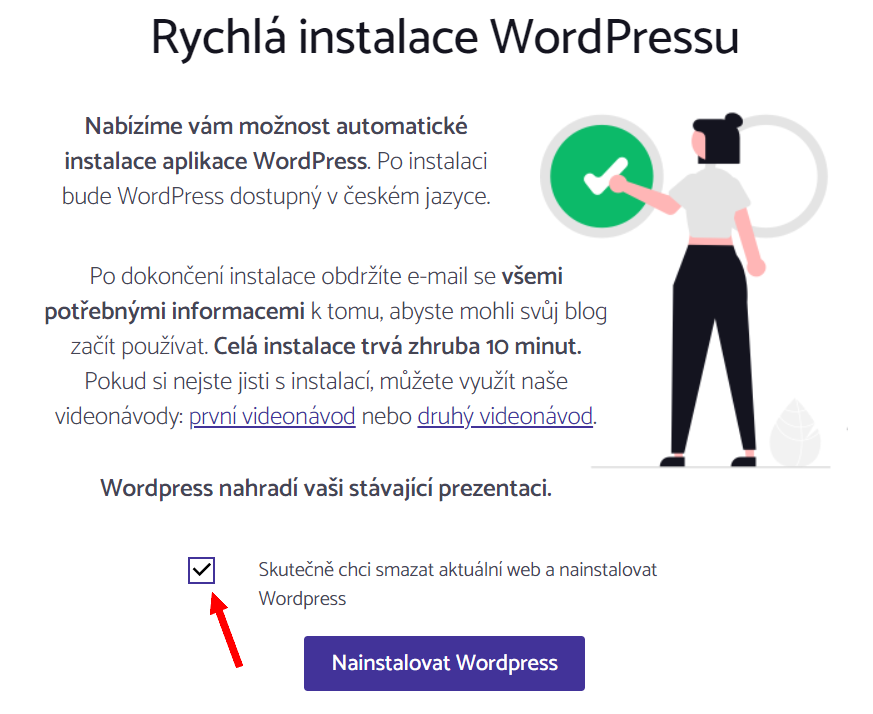 Rychlá instalace WordPressu
Nabízíme vám možnost automatické
instalace aplikace WordPress. Po instalaci
bude WordPress dostupný v českém jazyce.
Po dokončení instalace obdržíte e-mail se všemi
potřebnými informacemi k tomu, abyste mohli svůj blog
začít používat. Celá instalace trvá zhruba 10 minut.
Pokud si nejste jisti s instalací, můžete využít naše
videonávody: první videonávod nebo druhý videonávod.
Wordpress nahradí vaši stávající prezentaci.
Skutečně chci smazat aktuální web a nainstalovat
Wordpress
Nainstalovat Wordpress